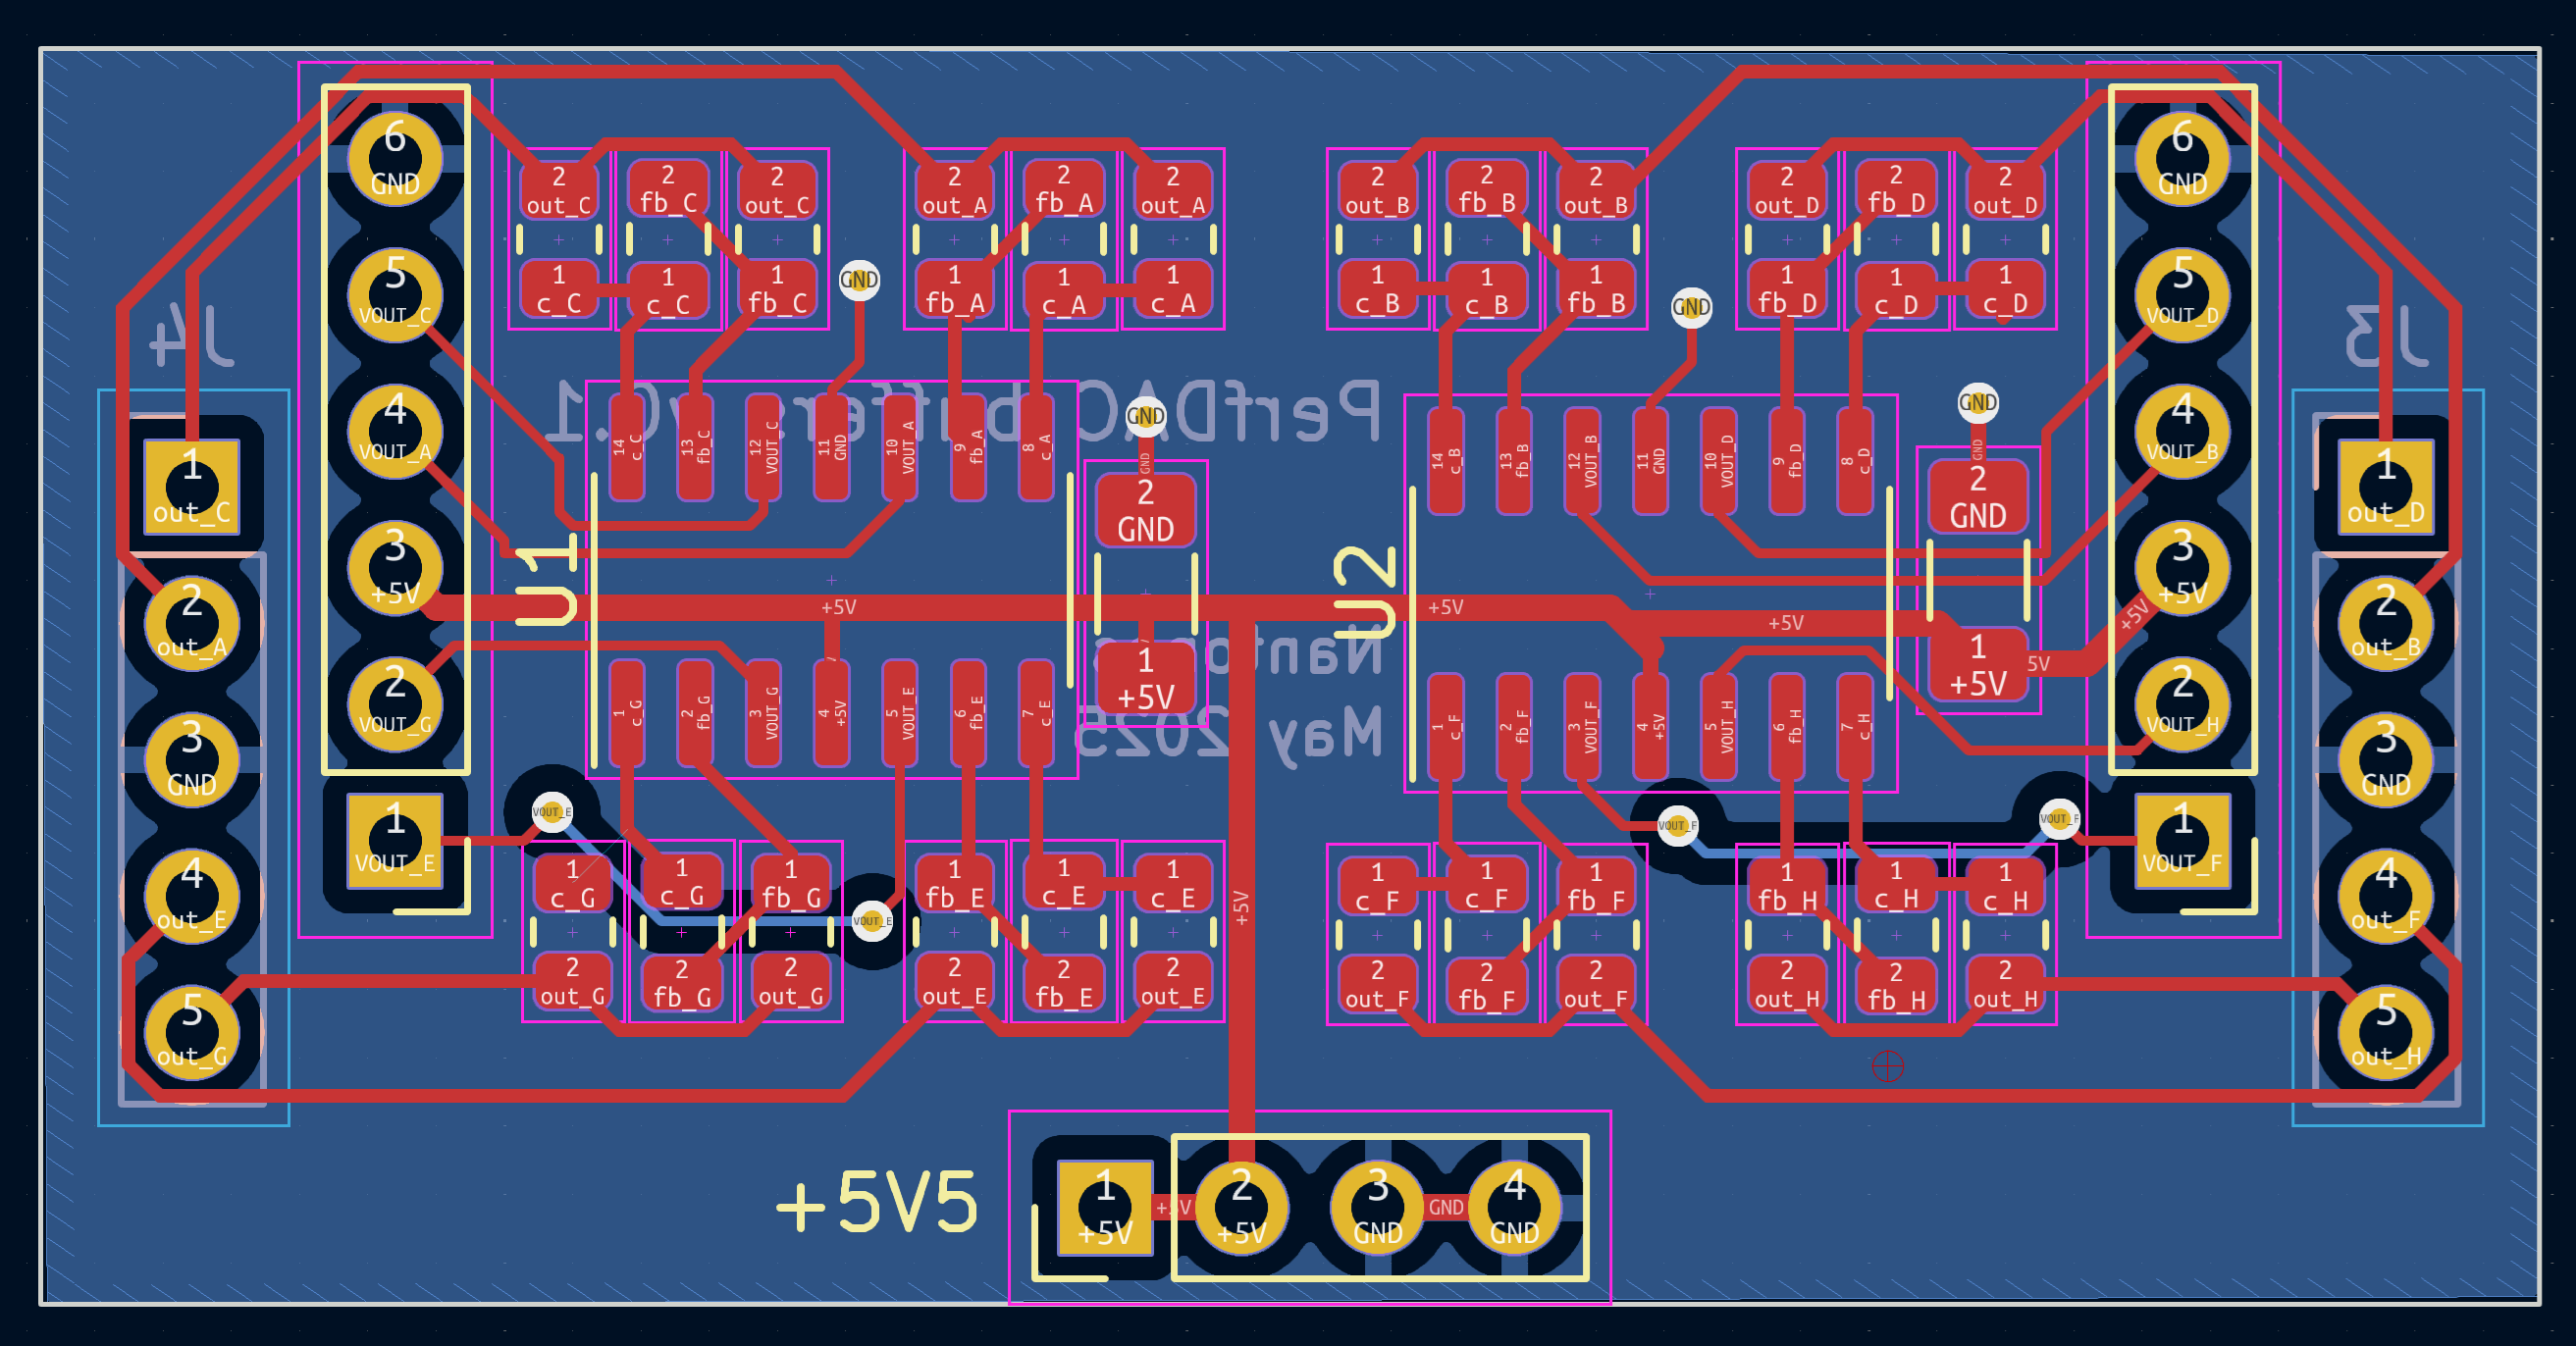 6
GND
5
VOUT_C
4
VOUT_A
3
+5V
2
VOUT_G
1
VOUT_E
J4
1
out_C
2
out_A
3
GND
4
out_E
5
out_G
2
out_C
2
fb_C
2
out_C
1
c_C
1
c_C
1
fb_C
GND
2
out_A
2
fb_A
2
out_A
1
fb_A
1
c_A
1
c_A
2
out_B
2
fb_B
2
out_B
1
c_B
1
c_B
1
fb_B
GND
2
out_D
2
fb_D
2
out_D
1
fb_D
1
c_D
1
c_D
PerfDAC buffers v0.1
Nantonos
May 2025
U1
14
c_C
13
fb_C
12
VOUT_C
11
GND
10
VOUT_A
9
fb_A
8
c_A
+5V
1
c_G
2
fb_G
3
VOUT_G
4
+5V
5
VOUT_E
6
fb_E
7
c_E
GND
GND
2
GND
1
+5V
U2
14
c_B
13
fb_B
12
VOUT_B
11
GND
10
VOUT_D
9
fb_D
8
c_D
+5V
+5V
1
c_F
2
fb_F
3
VOUT_F
4
+5V
5
VOUT_H
6
fb_H
7
c_H
GND
GND
2
GND
1
+5V
5V
+5V
6
GND
5
VOUT_D
4
VOUT_B
3
+5V
2
VOUT_H
1
VOUT_F
J3
1
out_D
2
out_B
3
GND
4
out_F
5
out_H
VOUT_E
VOUT_E
1
c_G
1
c_G
1
fb_G
2
out_G
2
fb_G
2
out_G
1
fb_E
1
c_E
1
c_E
2
out_E
2
fb_E
2
out_E
+5V
VOUT_F
VOUT_F
1
c_F
1
c_F
1
fb_F
2
out_F
2
fb_F
2
out_F
1
fb_H
1
c_H
1
c_H
2
out_H
2
fb_H
2
out_H
+5V5
1
+5V
+5V
2
+5V
3
GND
GND
4
GND